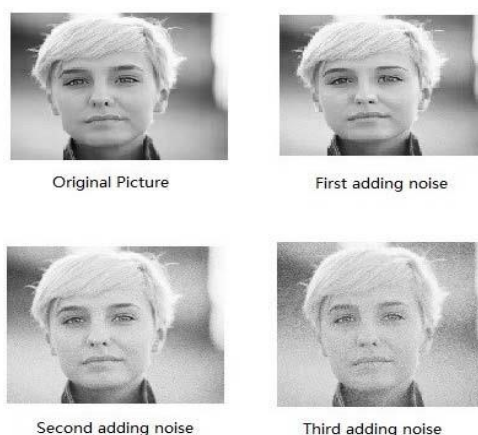 Original Picture
First adding noise
Second adding noise
Third adding noise